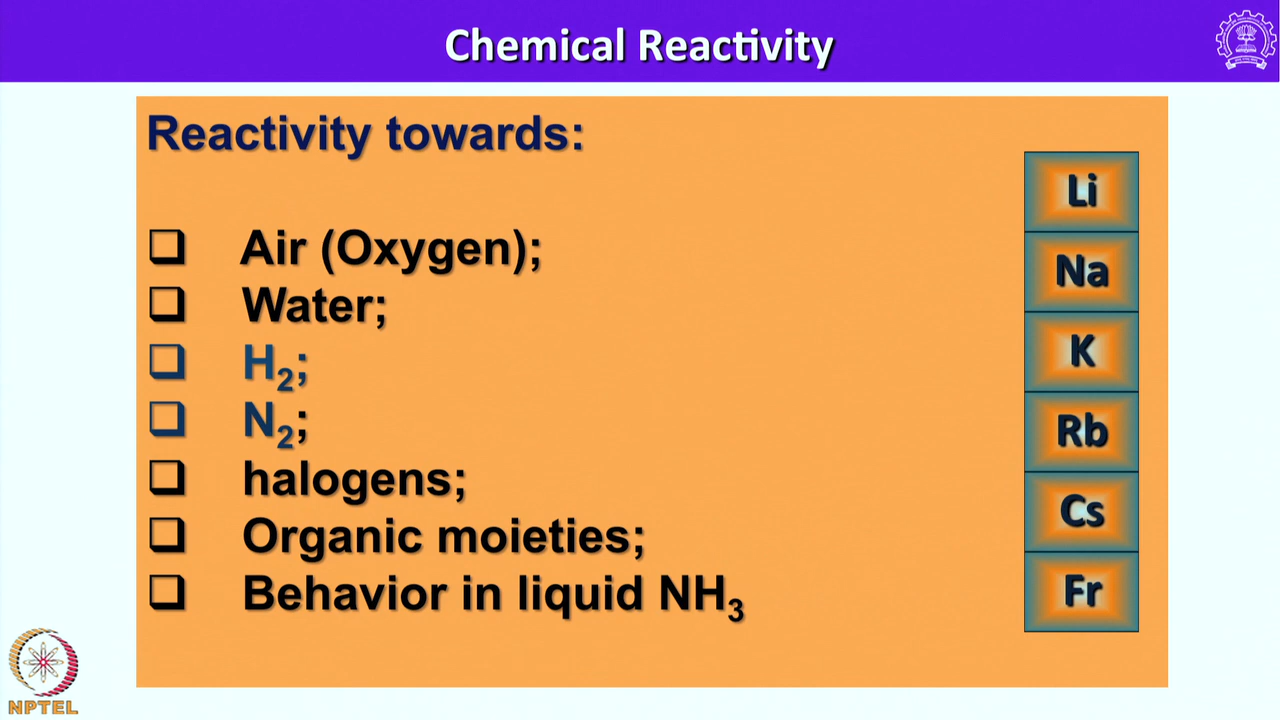 Chemical Reactivity
Reactivity towards:
❑ Air (Oxygen);
❑ Water;
❑ H₂;
❑ N₂;
❑ halogens;
❑ Organic moieties;
❑ Behavior in liquid NH₃
Li
Na
K
Rb
Cs
Fr
NPTEL